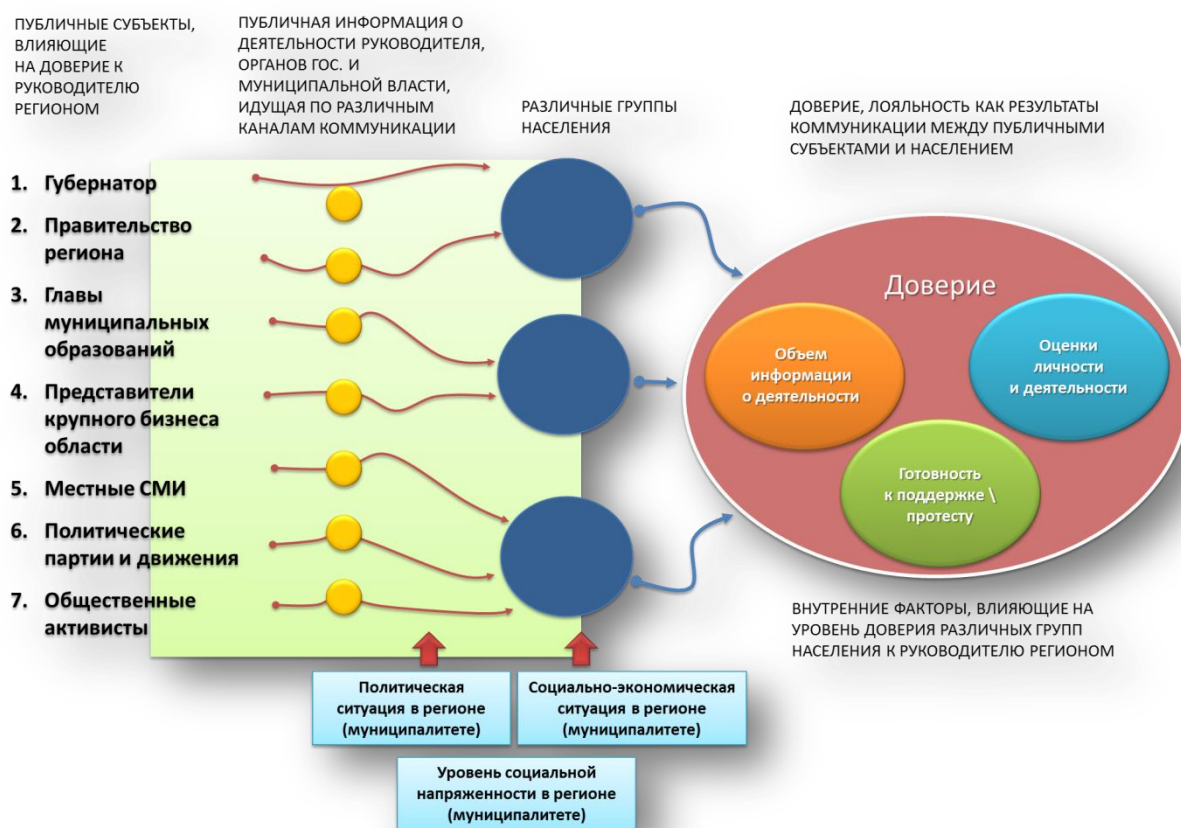 ПУБЛИЧНЫЕ СУБЪЕКТЫ,
ВЛИЯЮЩИЕ
НА ДОВЕРИЕ К
РУКОВОДИТЕЛЮ
РЕГИОНОМ
ПУБЛИЧНАЯ ИНФОРМАЦИЯ О
ДЕЯТЕЛЬНОСТИ РУКОВОДИТЕЛЯ,
ОРГАНОВ ГОС. И
МУНИЦИПАЛЬНОЙ ВЛАСТИ,
ИДУЩАЯ ПО РАЗЛИЧНЫМ
КАНАЛАМ КОММУНИКАЦИИ
РАЗЛИЧНЫЕ ГРУППЫ
НАСЕЛЕНИЯ
ДОВЕРИЕ, ЛОЯЛЬНОСТЬ КАК РЕЗУЛЬТАТЫ
КОММУНИКАЦИИ МЕЖДУ ПУБЛИЧНЫМИ
СУБЪЕКТАМИ И НАСЕЛЕНИЕМ
1. Губернатор
2. Правительство
региона
3. Главы
муниципальных
образований
4. Представители
крупного бизнеса
области
5. Местные СМИ
6. Политические
партии и движения
7. Общественные
активисты
Доверие
Объем
информации
о деятельности
Оценки
личности
и деятельности
Готовность
к поддержке \
протесту
ВНУТРЕННИЕ ФАКТОРЫ, ВЛИЯЮЩИЕ НА
УРОВЕНЬ ДОВЕРИЯ РАЗЛИЧНЫХ ГРУПП
НАСЕЛЕНИЯ К РУКОВОДИТЕЛЮ РЕГИОНОМ
Политическая
ситуация в регионе
(муниципалитете)
Социально-экономическая
ситуация в регионе
(муниципалитете)
Уровень социальной
напряженности в регионе
(муниципалитете)